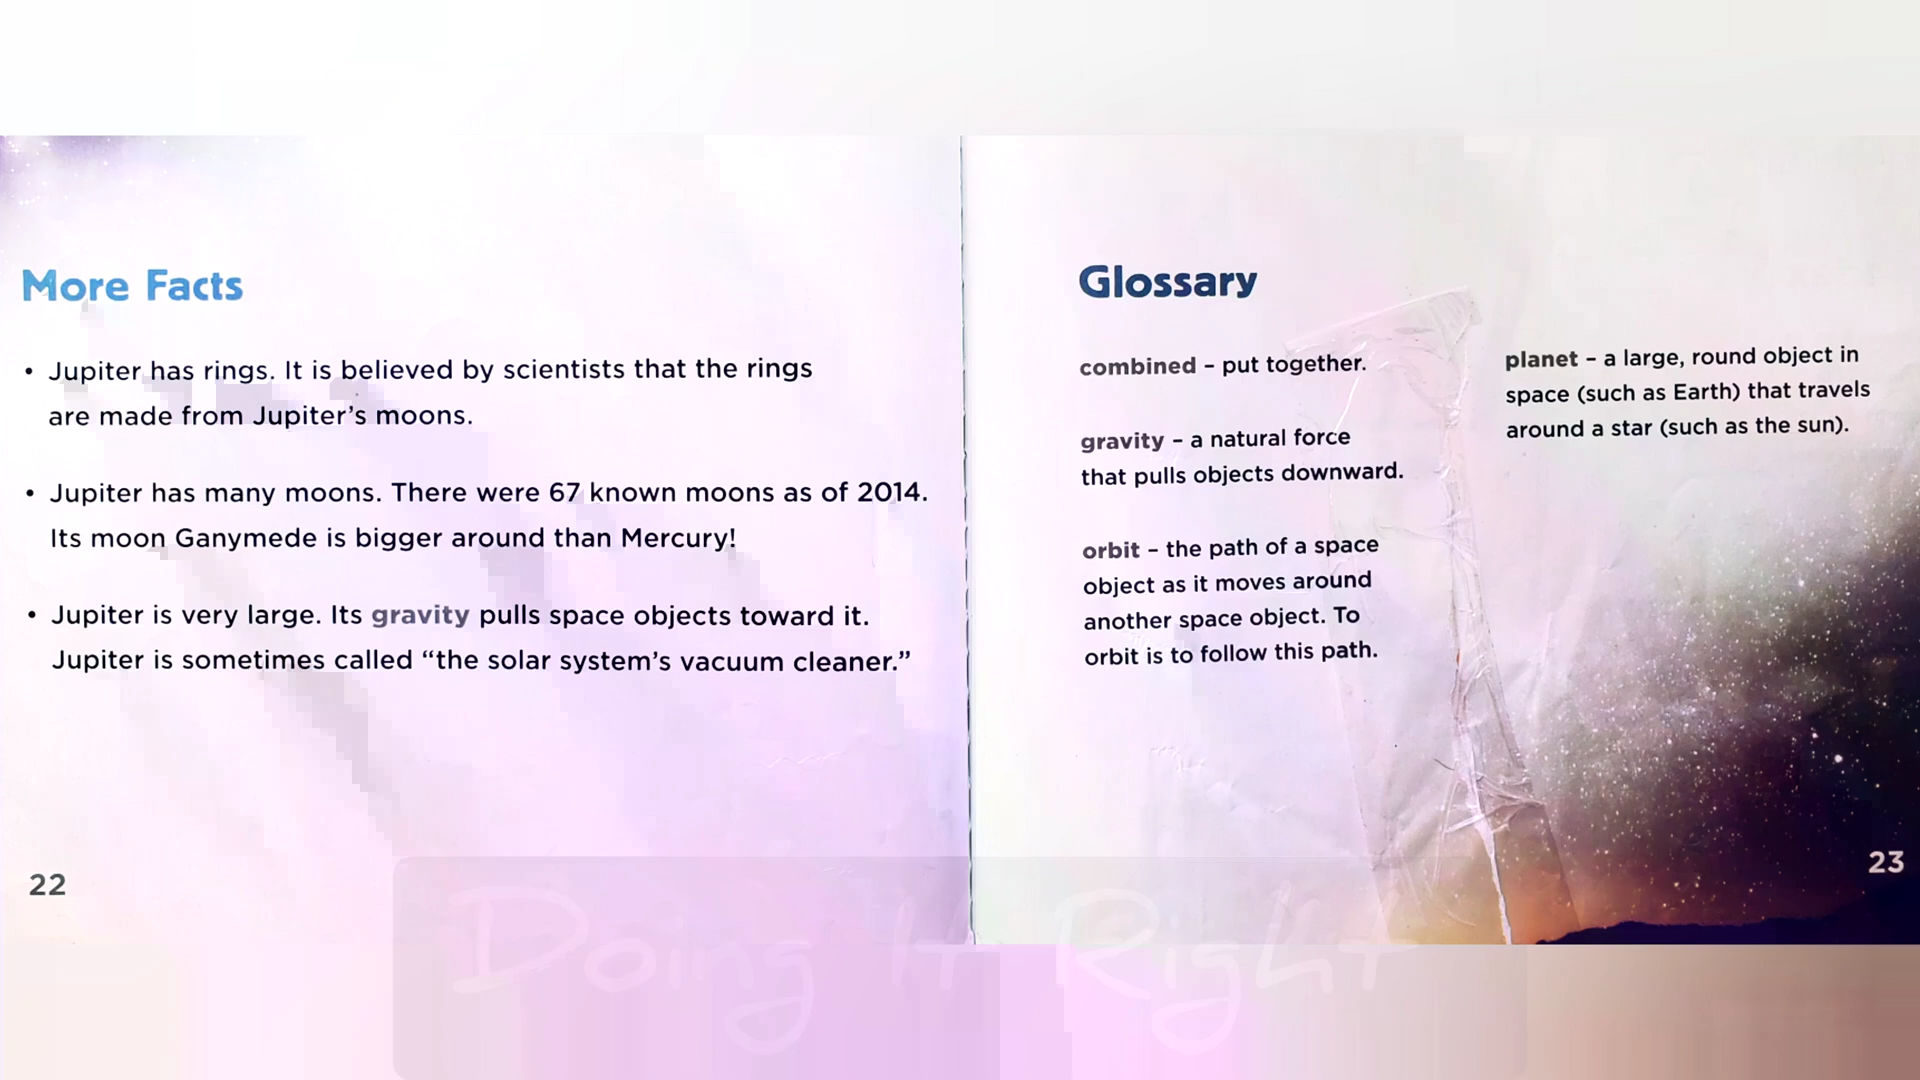 More Facts
• Jupiter has rings. It is believed by scientists that the rings
are made from Jupiter’s moons.
• Jupiter has many moons. There were 67 known moons as of 2014.
Its moon Ganymede is bigger around than Mercury!
• Jupiter is very large. Its gravity pulls space objects toward it.
Jupiter is sometimes called “the solar system’s vacuum cleaner.”
22
Glossary
combined – put together.
gravity – a natural force
that pulls objects downward.
orbit – the path of a space
object as it moves around
another space object. To
orbit is to follow this path.
planet – a large, round object in
space (such as Earth) that travels
around a star (such as the sun).
23
Doing It Right